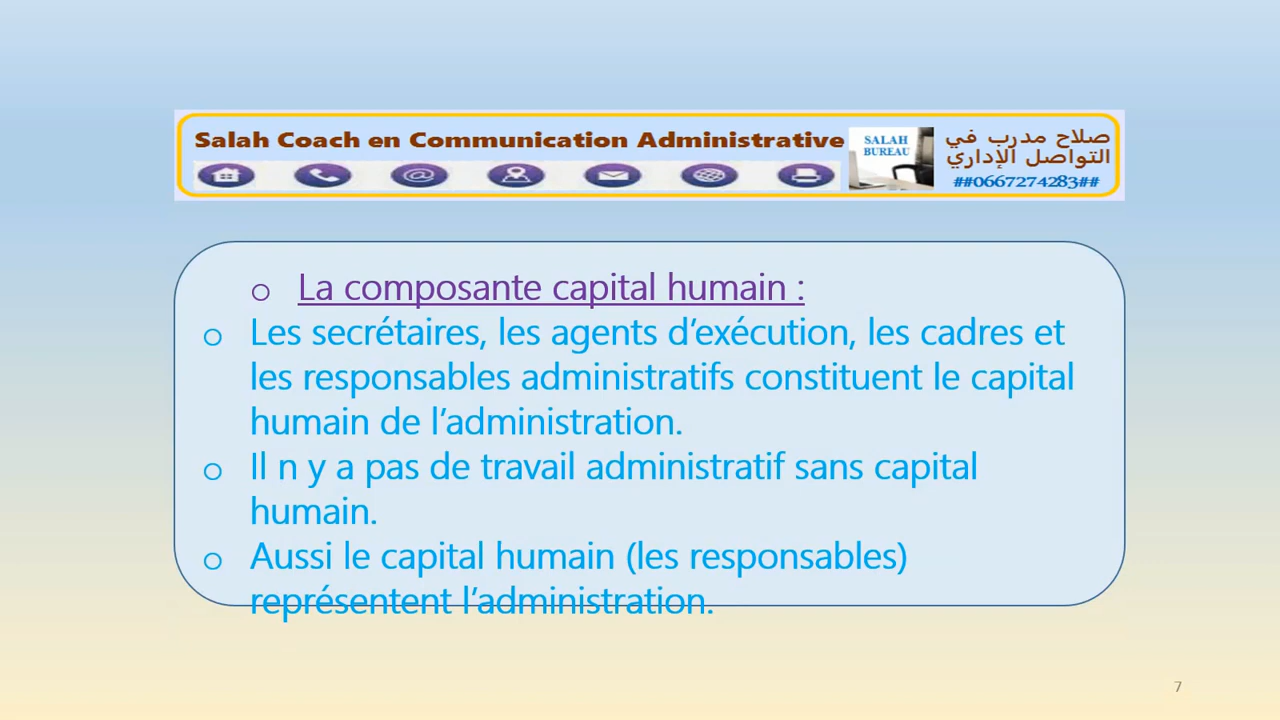 Salah Coach en Communication Administrative
SALAH
BUREAU
صلاح مدرب في
التواصل الإداري
##0667274283##
La composante capital humain :
Les secrétaires, les agents d’exécution, les cadres et
les responsables administratifs constituent le capital
humain de l’administration.
Il n y a pas de travail administratif sans capital
humain.
Aussi le capital humain (les responsables)
représentent l’administration.
7